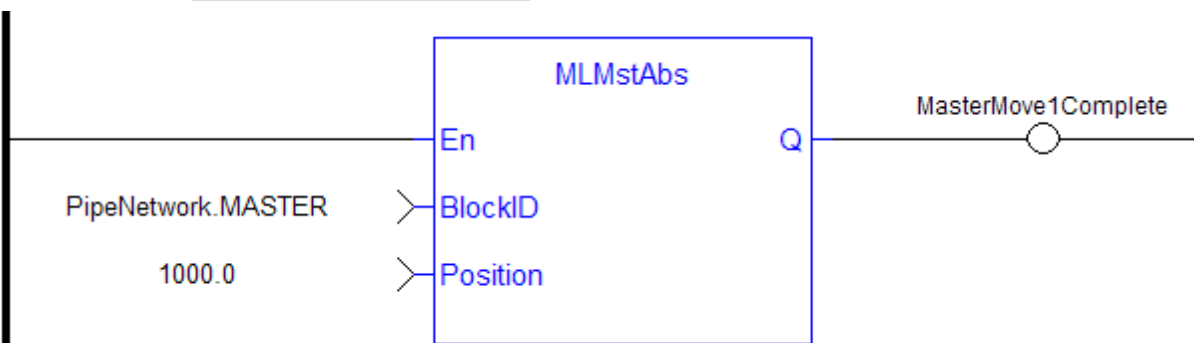 MLMstAbs
MasterMove1Complete
En
Q
PipeNetwork.MASTER
BlockID
1000.0
Position